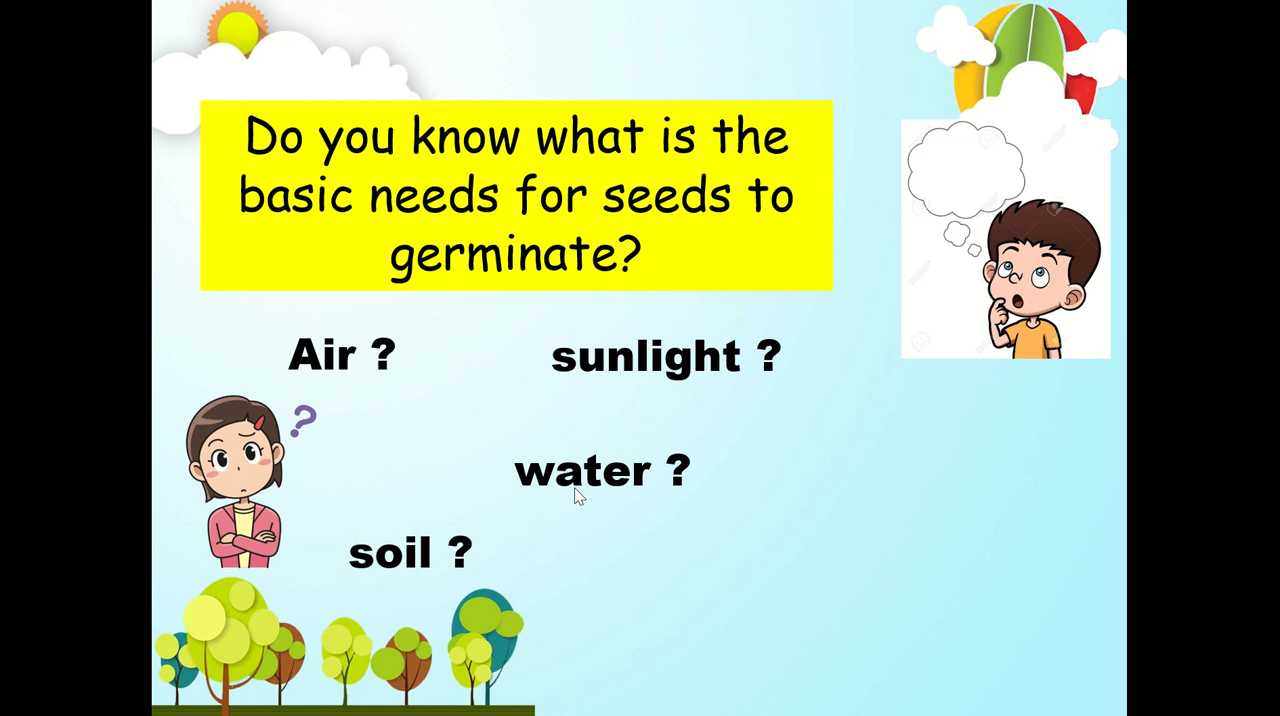 Do you know what is the
basic needs for seeds to
germinate?
Air ?
sunlight ?
?
water ?
soil ?